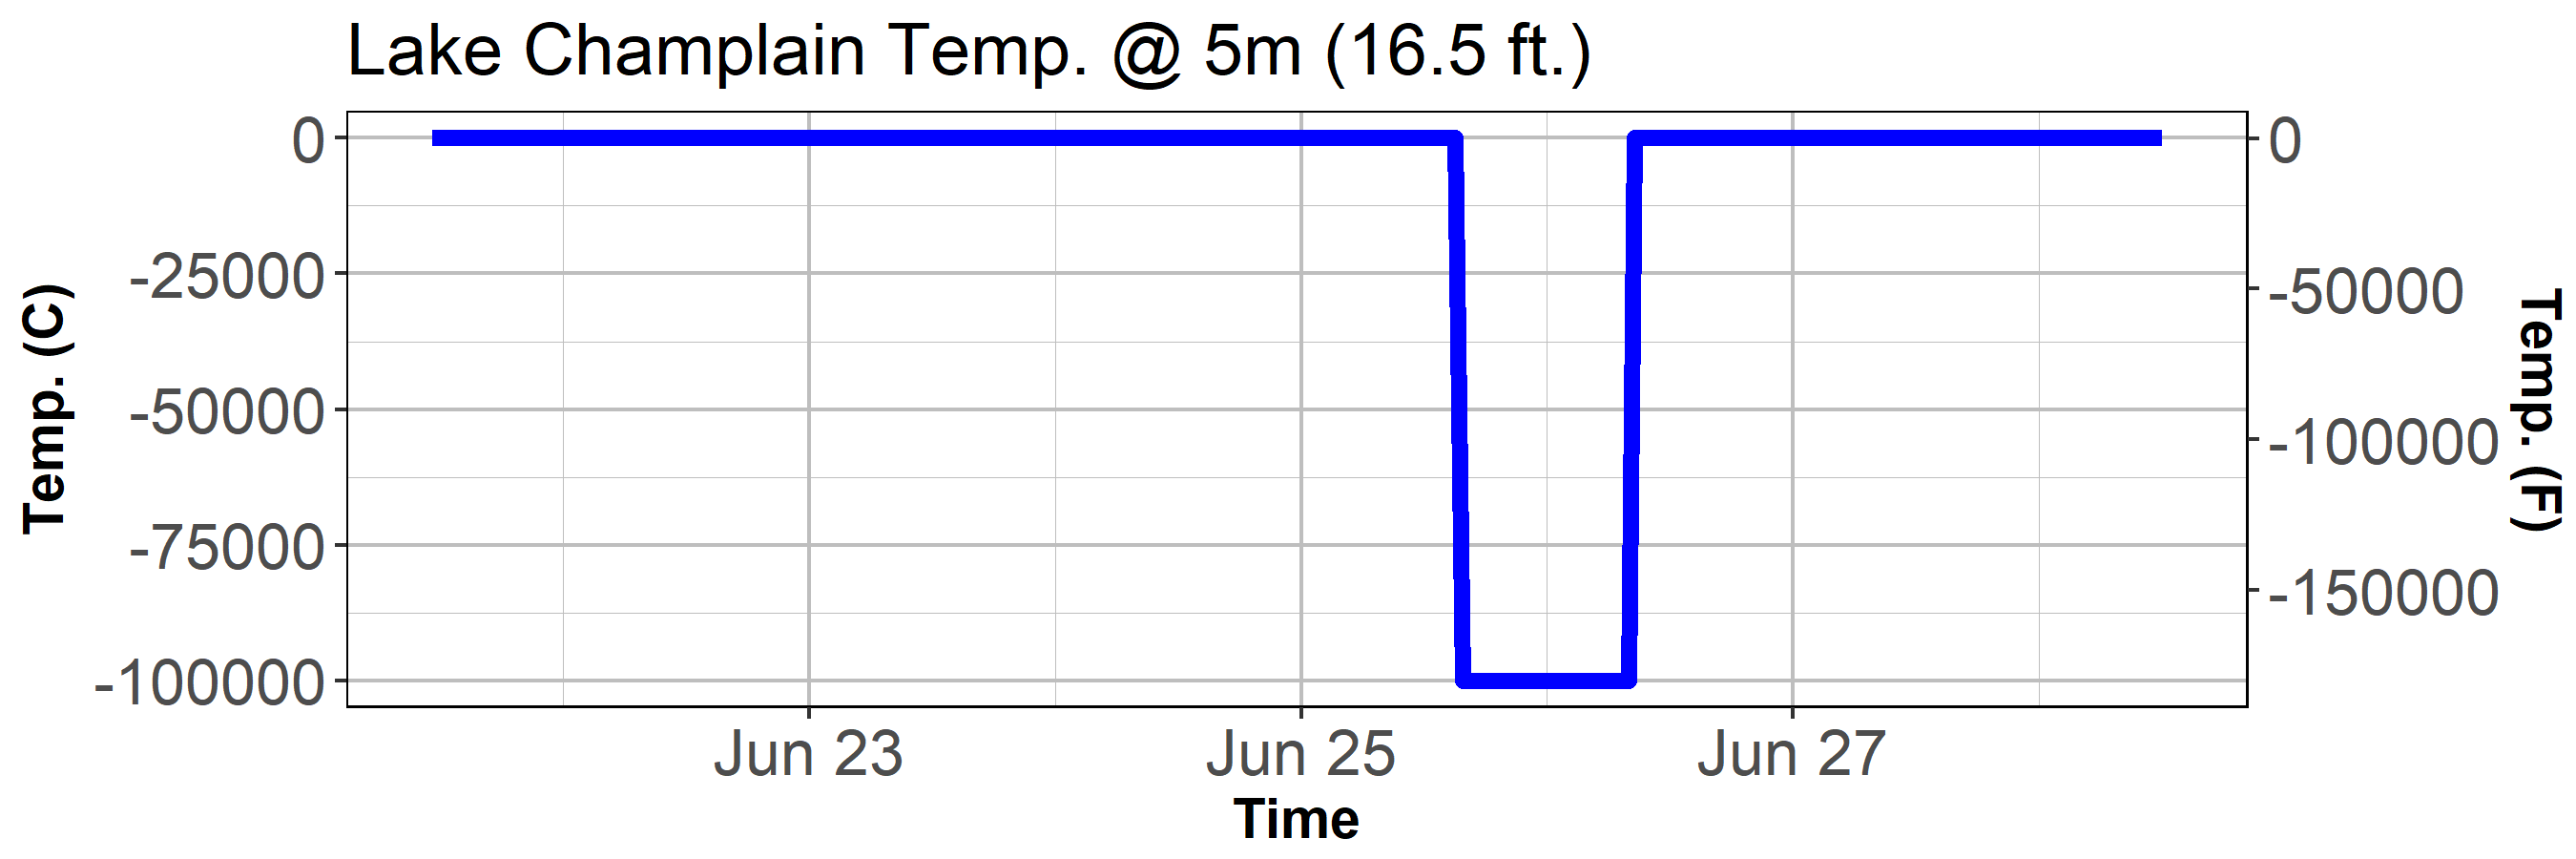 Lake Champlain Temp. @ 5m (16.5 ft.)
Temp. (C)
0
-25000
-50000
-75000
-100000
0
-50000
-100000
-150000
Temp. (F)
Jun 23
Jun 25
Jun 27
Time